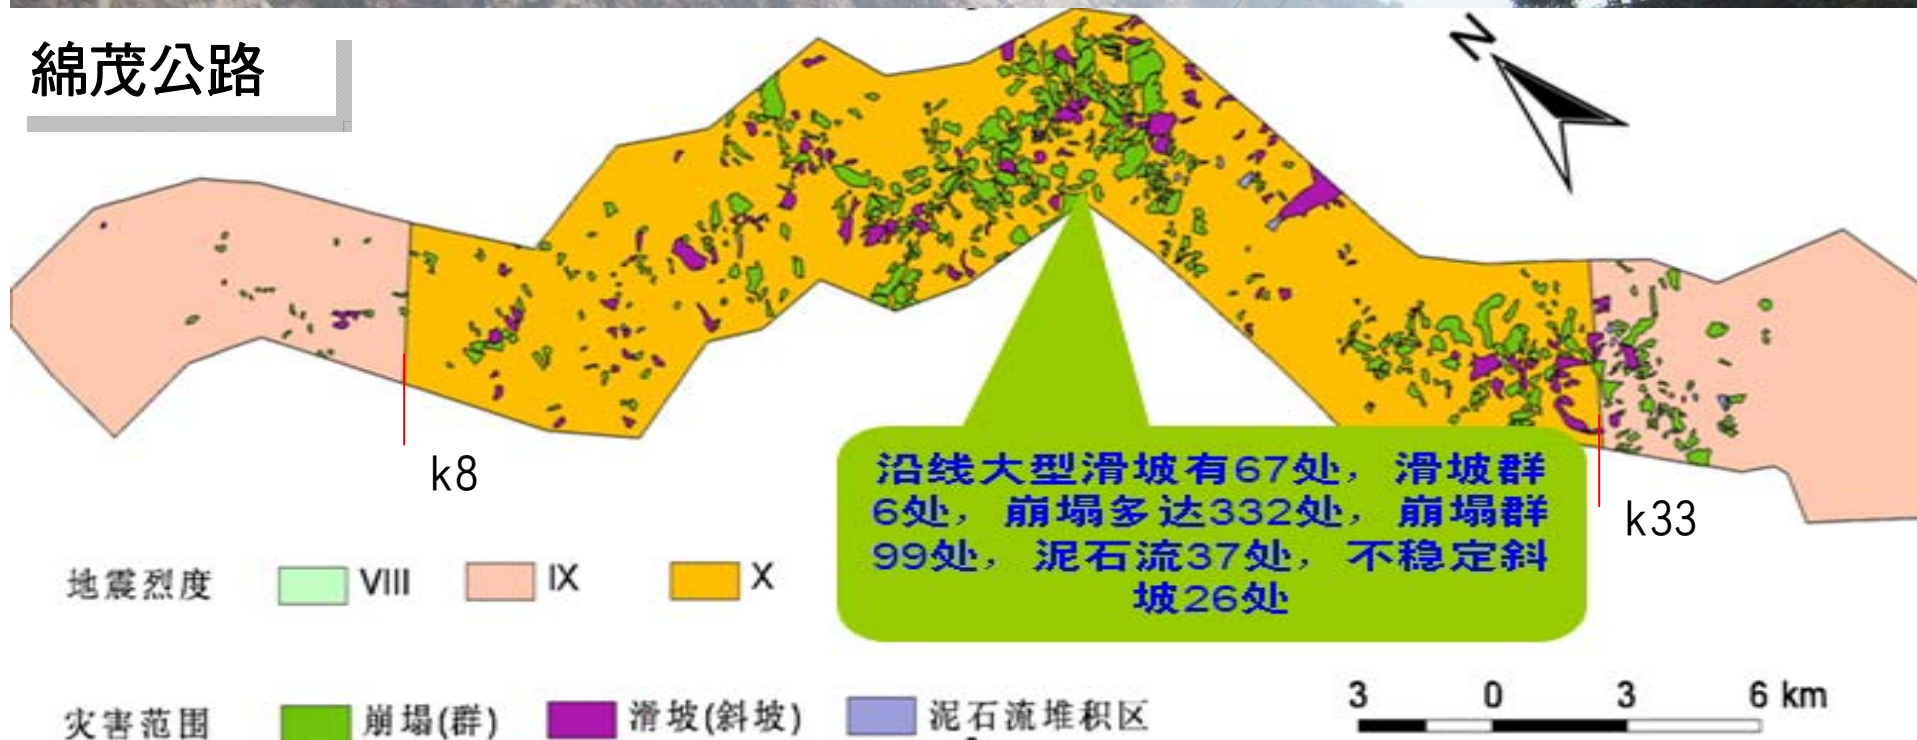 綿茂公路
N
k8
k33
沿线大型滑坡有67处，滑坡群
6处，崩塌多达332处，崩塌群
99处，泥石流37处，不稳定斜
坡26处
地震烈度 VIII IX X
灾害范围 崩塌(群) 滑坡(斜坡) 泥石流堆积区
3 0 3 6 km